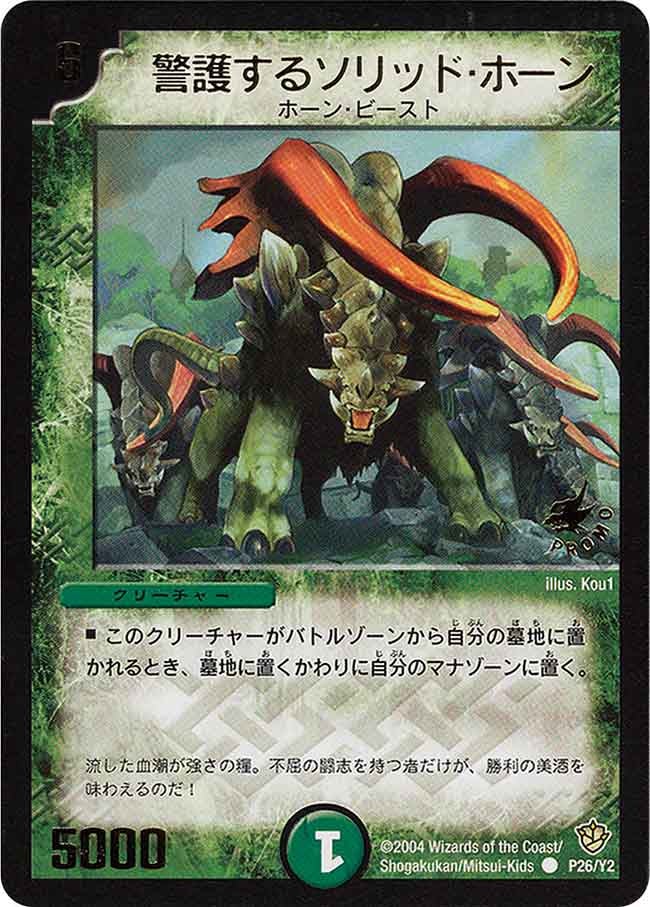 5
警護するソリッド・ホーン
ホーン・ビースト
PROMO
illus. Kou1
クリーチャー
■ このクリーチャーがバトルゾーンから自分の墓地に置
かれるとき、墓地に置くかわりに自分のマナゾーンに置く。
流した血潮が強さの糧。不屈の闘志を持つ者だけが、勝利の美酒を
味わえるのだ！
5000
1
©2004 Wizards of the Coast/
Shogakukan/Mitsui-Kids
P26/Y2